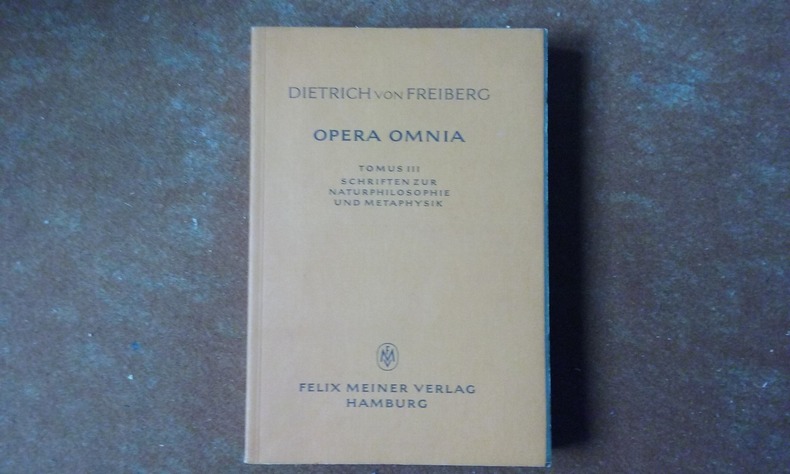 DIETRICH VON FREIBERG
OPERA OMNIA
TOMUS III
SCHRIFTEN ZUR
NATURPHILOSOPHIE
UND METAPHYSIK
FELIX MEINER VERLAG
HAMBURG